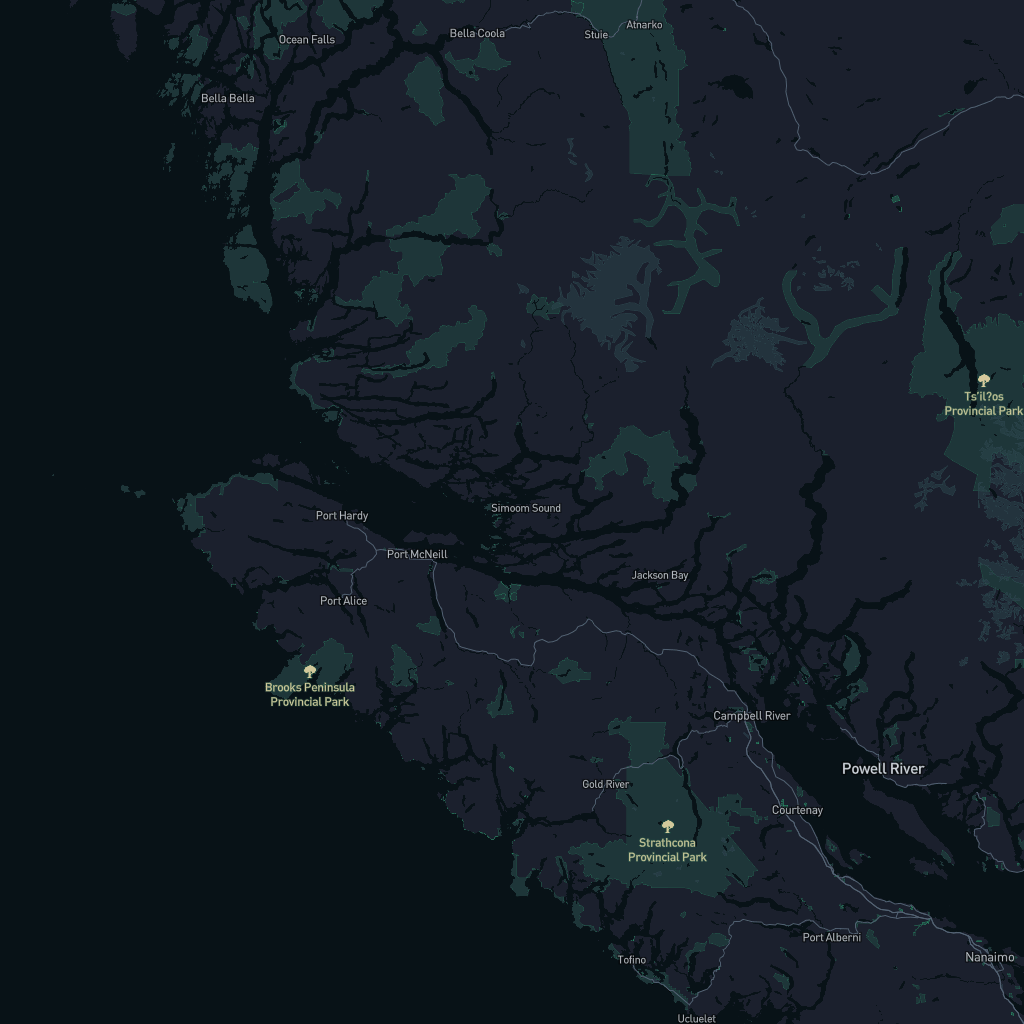 Atnarko
Bella Coola
Stuie
Ocean Falls
Bella Bella
Ts'il?os
Provincial Park
Simoom Sound
Port Hardy
Port McNeill
Jackson Bay
Port Alice
Brooks Peninsula
Provincial Park
Campbell River
Powell River
Gold River
Courtenay
Strathcona
Provincial Park
Port Alberni
Nanaimo
Tofino
Ucluelet